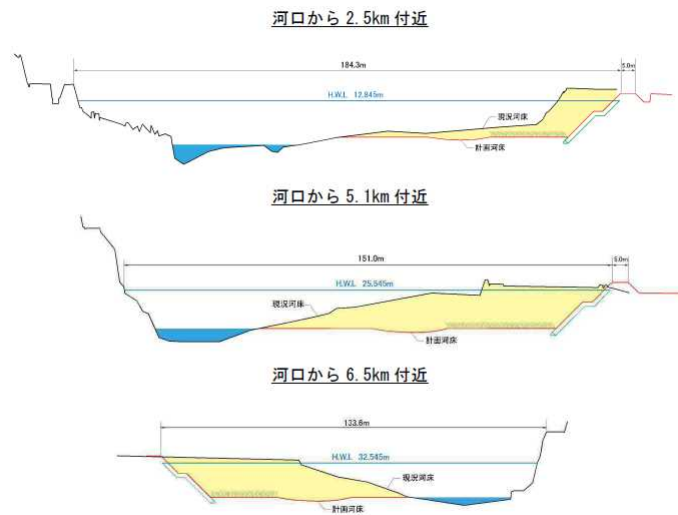 河口から 2.5km 付近
184.3m
5.0m
H.W.L 12.845m
現況河床
計画河床
河口から 5.1km 付近
151.0m
5.0m
H.W.L 25.545m
現況河床
計画河床
河口から 6.5km 付近
133.6m
H.W.L 32.545m
現況河床
計画河床